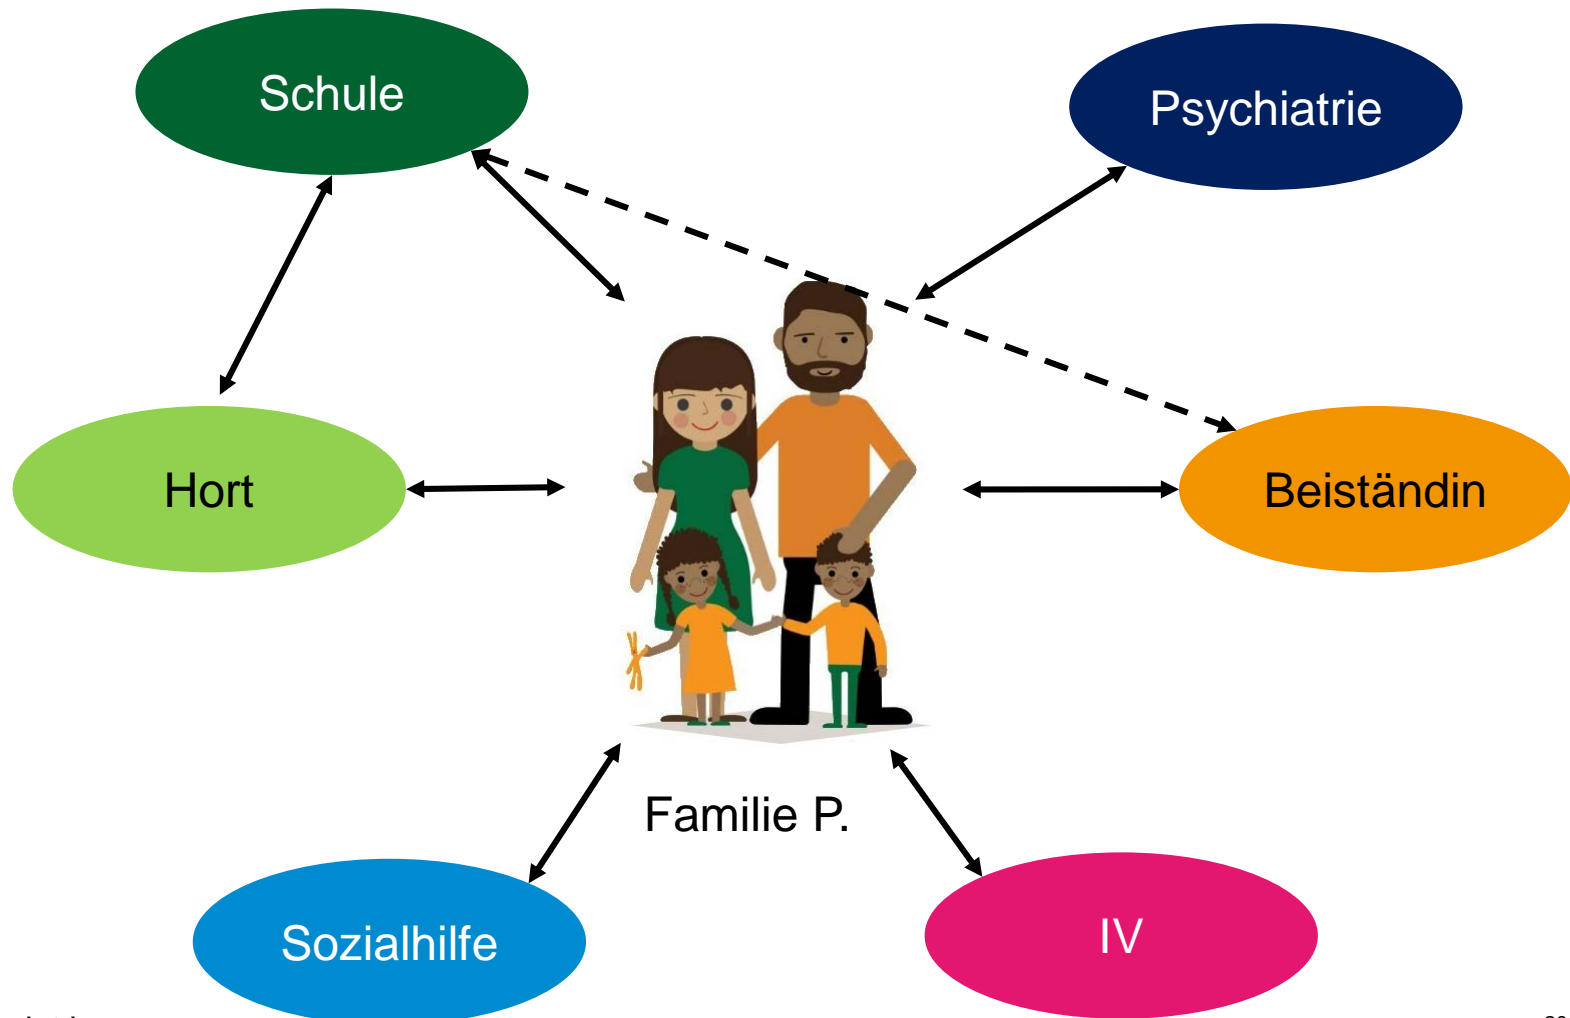 Schule
Psychiatrie
Hort
Beiständin
Familie P.
Sozialhilfe
IV